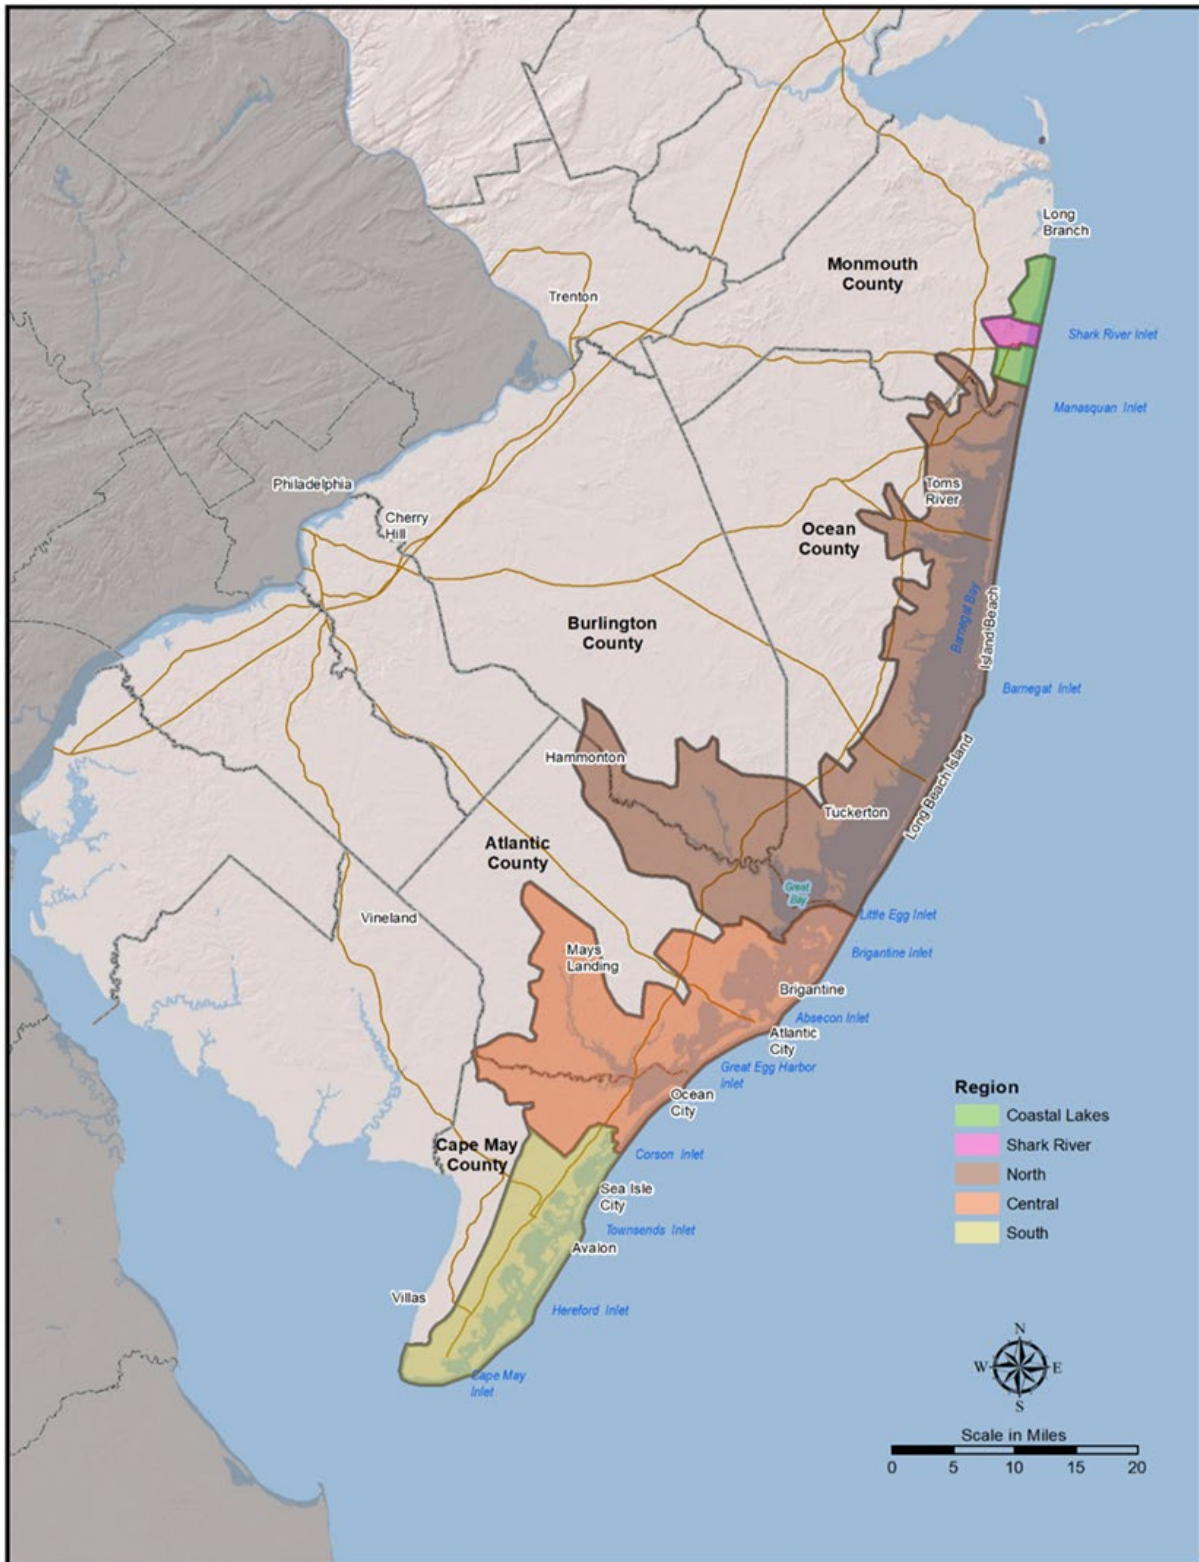 Long
Branch
Monmouth
County
Trenton
Shark River Inlet
Manasquan Inlet
Philadelphia
Toms
River
Cherry
Hill
Ocean
County
Barnegat Bay
Island Beach
Burlington
County
Barnegat Inlet
Hammonton
Long Beach Island
Tuckerton
Atlantic
County
Great
Bay
Vineland
Little Egg Inlet
Mays
Landing
Brigantine Inlet
Brigantine
Absecon Inlet
Atlantic
City
Great Egg Harbor
Inlet
Ocean
City
Cape May
County
Corson Inlet
Sea Isle
City
Townsends Inlet
Avalon
Villas
Hereford Inlet
Cape May
Inlet
Region
Coastal Lakes
Shark River
North
Central
South
N
W E
S
Scale in Miles
0 5 10 15 20